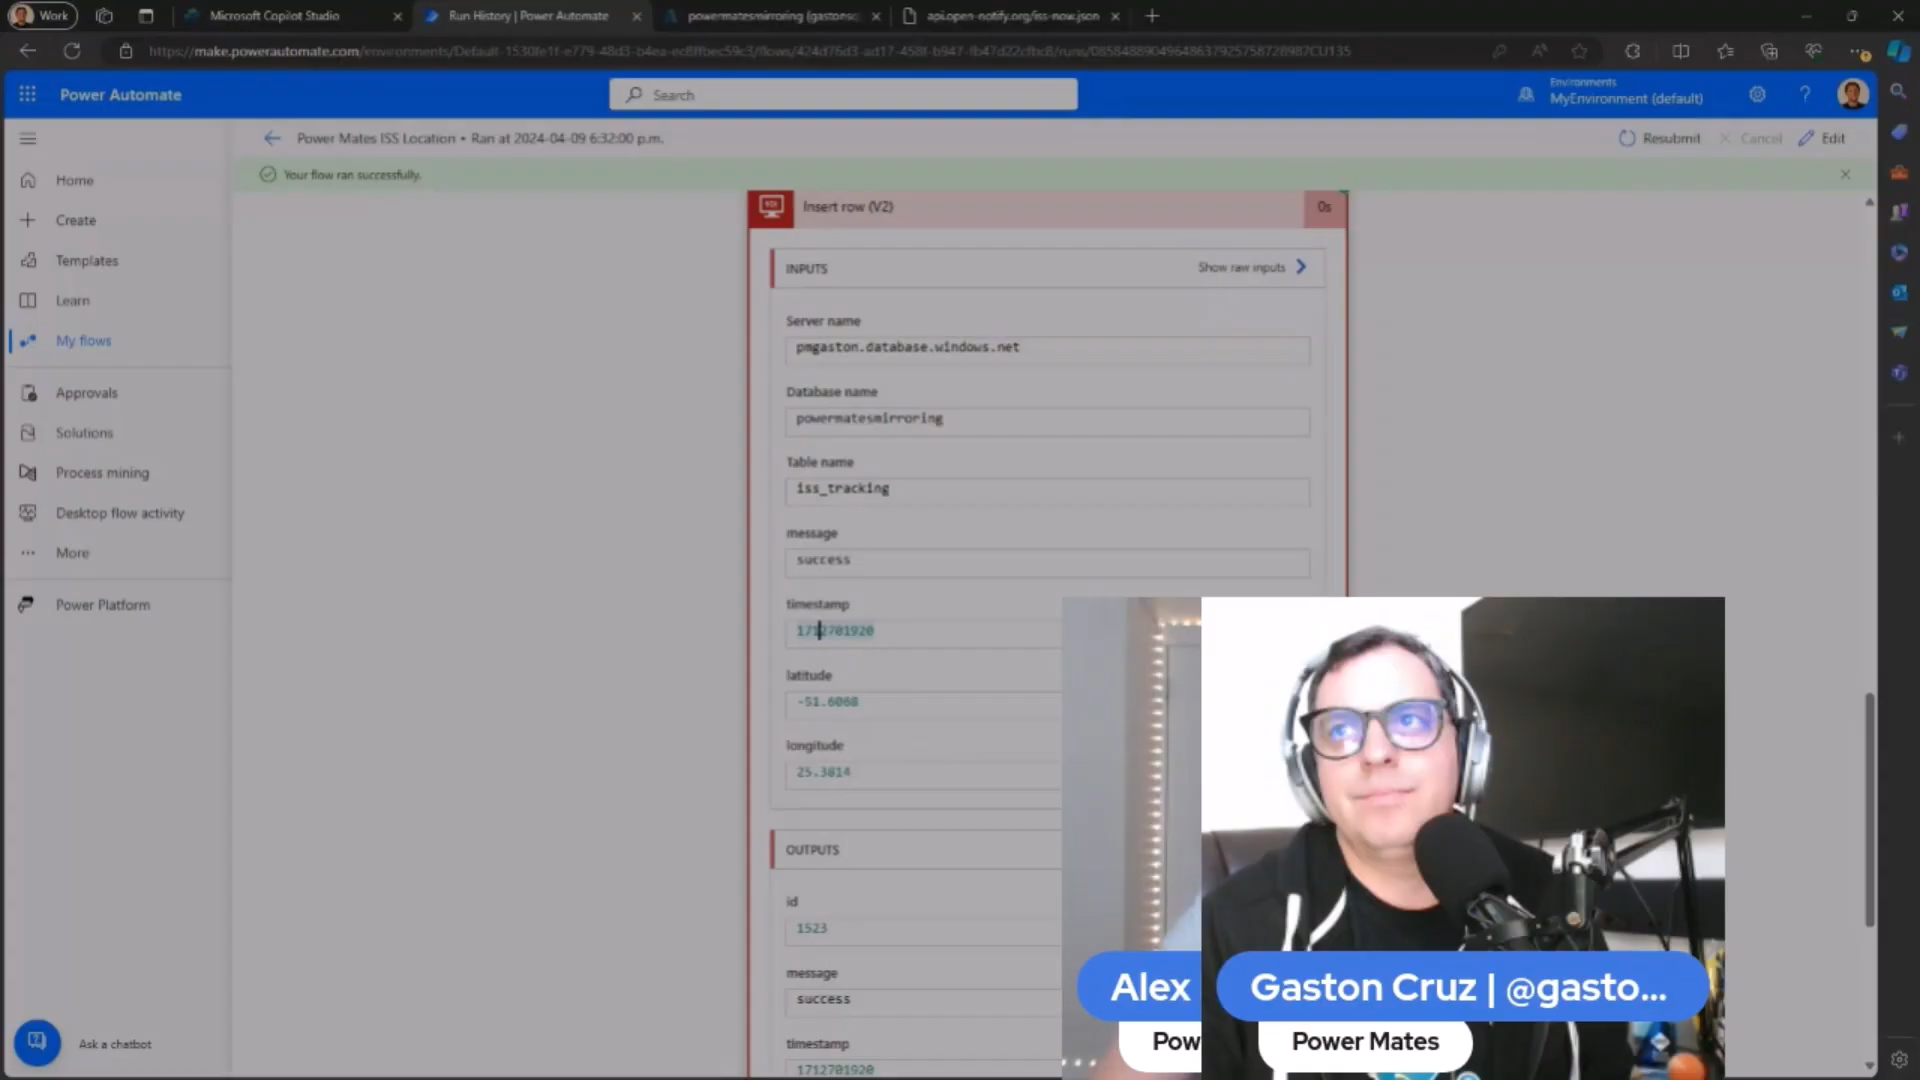 Work
Microsoft Copilot Studio
Run History | Power Automate
powermatesmirroring (gastonsc
api.open-notify.org/iss-now.json
Power Automate
Search
Environments
MyEnvironment (default)
Power Mates ISS Location • Ran at 2024-04-09 6:32:00 p.m.
Resubmit
Cancel
Edit
Your flow ran successfully.
Home
Create
Templates
Learn
My flows
Approvals
Solutions
Process mining
Desktop flow activity
More
Power Platform
Ask a chatbot
Insert row (V2)
0s
INPUTS
Show raw inputs
Server name
pmgaston.database.windows.net
Database name
powermatesmirroring
Table name
iss_tracking
message
success
timestamp
1712701920
latitude
-51.6068
longitude
25.3814
OUTPUTS
id
1523
message
success
timestamp
1712701920
Alex
Gaston Cruz | @gasto...
Pow
Power Mates